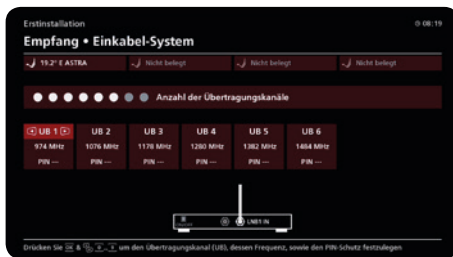 Erstinstallation
08:19
Empfang • Einkabel-System
19.2° E ASTRA
Nicht belegt
Nicht belegt
Nicht belegt
Anzahl der Übertragungskanäle
UB 1 UB 2 UB 3 UB 4 UB 5 UB 6
974 MHz 1076 MHz 1178 MHz 1280 MHz 1382 MHz 1484 MHz
PIN --- PIN --- PIN --- PIN --- PIN --- PIN ---
LNB1 IN
Drücken Sie OK & um den Übertragungskanal (UB), dessen Frequenz, sowie den PIN-Schutz festzulegen